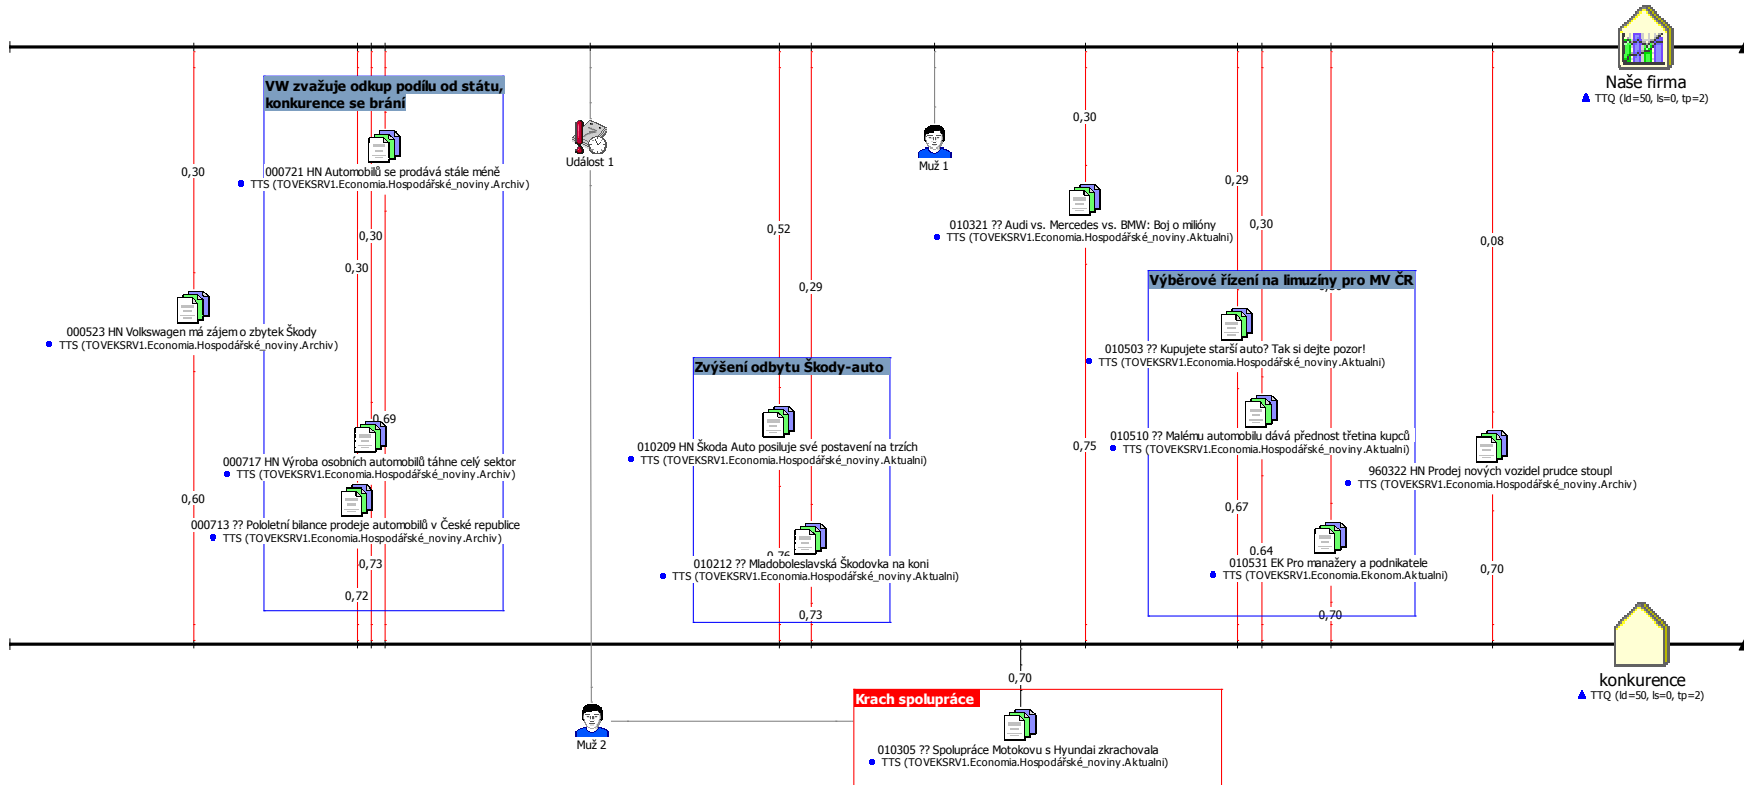 Naše firma
TTQ (ld=50, ls=0, tp=2)
VW zvažuje odkup podílu od státu,
konkurence se brání
000721 HN Automobilů se prodává stále méně
TTS (TOVEKSRV1.Economia.Hospodářské_noviny.Archiv)
0,30
0,30
0,30
000523 HN Volkswagen má zájem o zbytek Škody
TTS (TOVEKSRV1.Economia.Hospodářské_noviny.Archiv)
0,69
000717 HN Výroba osobních automobilů táhne celý sektor
TTS (TOVEKSRV1.Economia.Hospodářské_noviny.Archiv)
0,60
000713 ?? Pololetní bilance prodeje automobilů v České republice
TTS (TOVEKSRV1.Economia.Hospodářské_noviny.Archiv)
0,73
0,72
Událost 1
Muž 1
0,52
0,29
Zvýšení odbytu Škody-auto
010209 HN Škoda Auto posiluje své postavení na trzích
TTS (TOVEKSRV1.Economia.Hospodářské_noviny.Aktualni)
0,76
010212 ?? Mladoboleslavská Škodovka na koni
TTS (TOVEKSRV1.Economia.Hospodářské_noviny.Aktualni)
0,73
0,30
010321 ?? Audi vs. Mercedes vs. BMW: Boj o milióny
TTS (TOVEKSRV1.Economia.Hospodářské_noviny.Aktualni)
0,75
0,29
0,30
Výběrové řízení na limuzíny pro MV ČR
010503 ?? Kupujete starší auto? Tak si dejte pozor!
TTS (TOVEKSRV1.Economia.Hospodářské_noviny.Aktualni)
010510 ?? Malému automobilu dává přednost třetina kupců
TTS (TOVEKSRV1.Economia.Hospodářské_noviny.Aktualni)
0,67
0,64
010531 EK Pro manažery a podnikatele
TTS (TOVEKSRV1.Economia.Ekonom.Aktualni)
0,70
0,08
960322 HN Prodej nových vozidel prudce stoupl
TTS (TOVEKSRV1.Economia.Hospodářské_noviny.Archiv)
0,70
konkurence
TTQ (ld=50, ls=0, tp=2)
0,70
Krach spolupráce
010305 ?? Spolupráce Motokovu s Hyundai zkrachovala
TTS (TOVEKSRV1.Economia.Hospodářské_noviny.Aktualni)
Muž 2